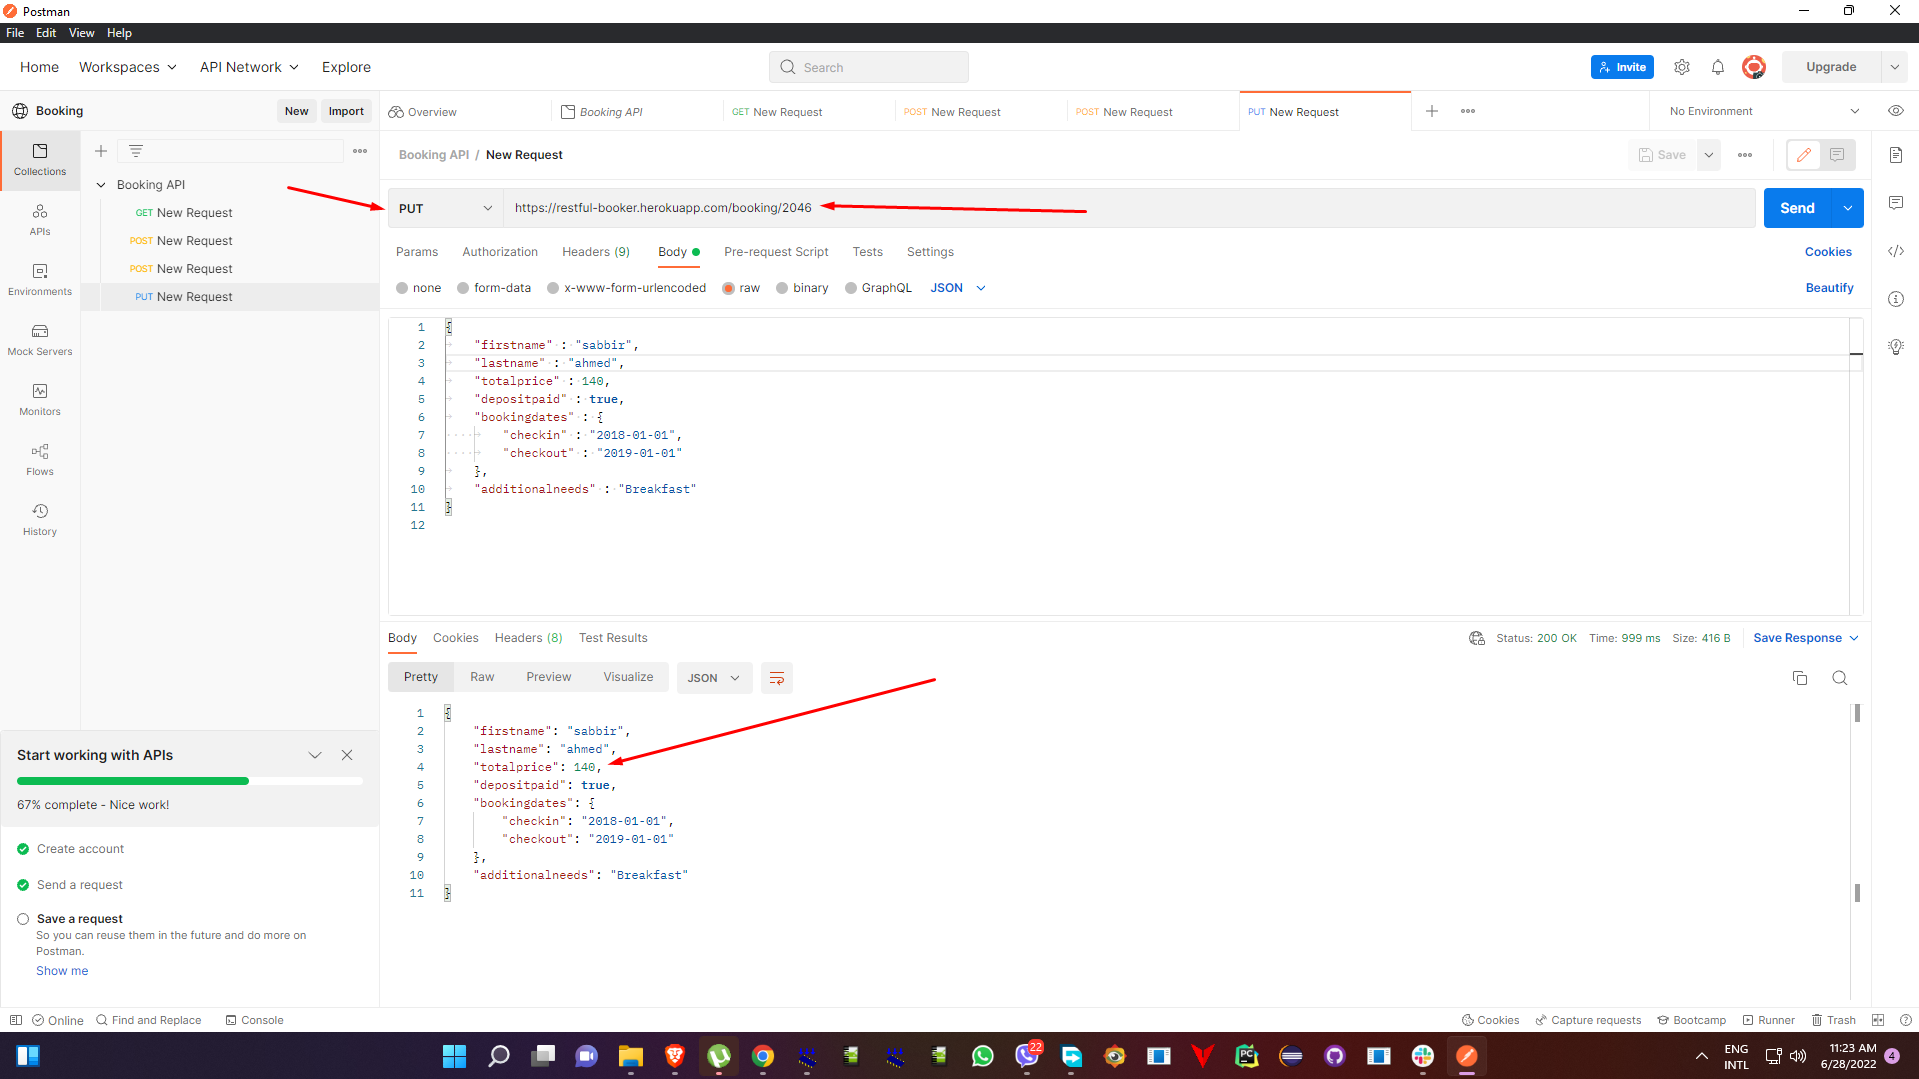 Postman
File Edit View Help
Home Workspaces API Network Explore Search Invite Upgrade
Booking New Import Overview Booking API GET New Request POST New Request POST New Request PUT New Request No Environment
Collections
APIs
Environments
Mock Servers
Monitors
Flows
History
Booking API
GET New Request
POST New Request
POST New Request
PUT New Request
Booking API / New Request Save
PUT https://restful-booker.herokuapp.com/booking/2046 Send
Params Authorization Headers (9) Body Pre-request Script Tests Settings Cookies
none form-data x-www-form-urlencoded raw binary GraphQL JSON Beautify
1 {
2 "firstname" : "sabbir",
3 "lastname" : "ahmed",
4 "totalprice" : 140,
5 "depositpaid" : true,
6 "bookingdates" : {
7 "checkin" : "2018-01-01",
8 "checkout" : "2019-01-01"
9 },
10 "additionalneeds" : "Breakfast"
11 }
12
Body Cookies Headers (8) Test Results Status: 200 OK Time: 999 ms Size: 416 B Save Response
Pretty Raw Preview Visualize JSON
1 {
2 "firstname": "sabbir",
3 "lastname": "ahmed",
4 "totalprice": 140,
5 "depositpaid": true,
6 "bookingdates": {
7 "checkin": "2018-01-01",
8 "checkout": "2019-01-01"
9 },
10 "additionalneeds": "Breakfast"
11 }
Start working with APIs
67% complete - Nice work!
Create account
Send a request
Save a request
So you can reuse them in the future and do more on
Postman.
Show me
Online Find and Replace Console Cookies Capture requests Bootcamp Runner Trash
22
PC
ENG
INTL
11:23 AM
6/28/2022
4